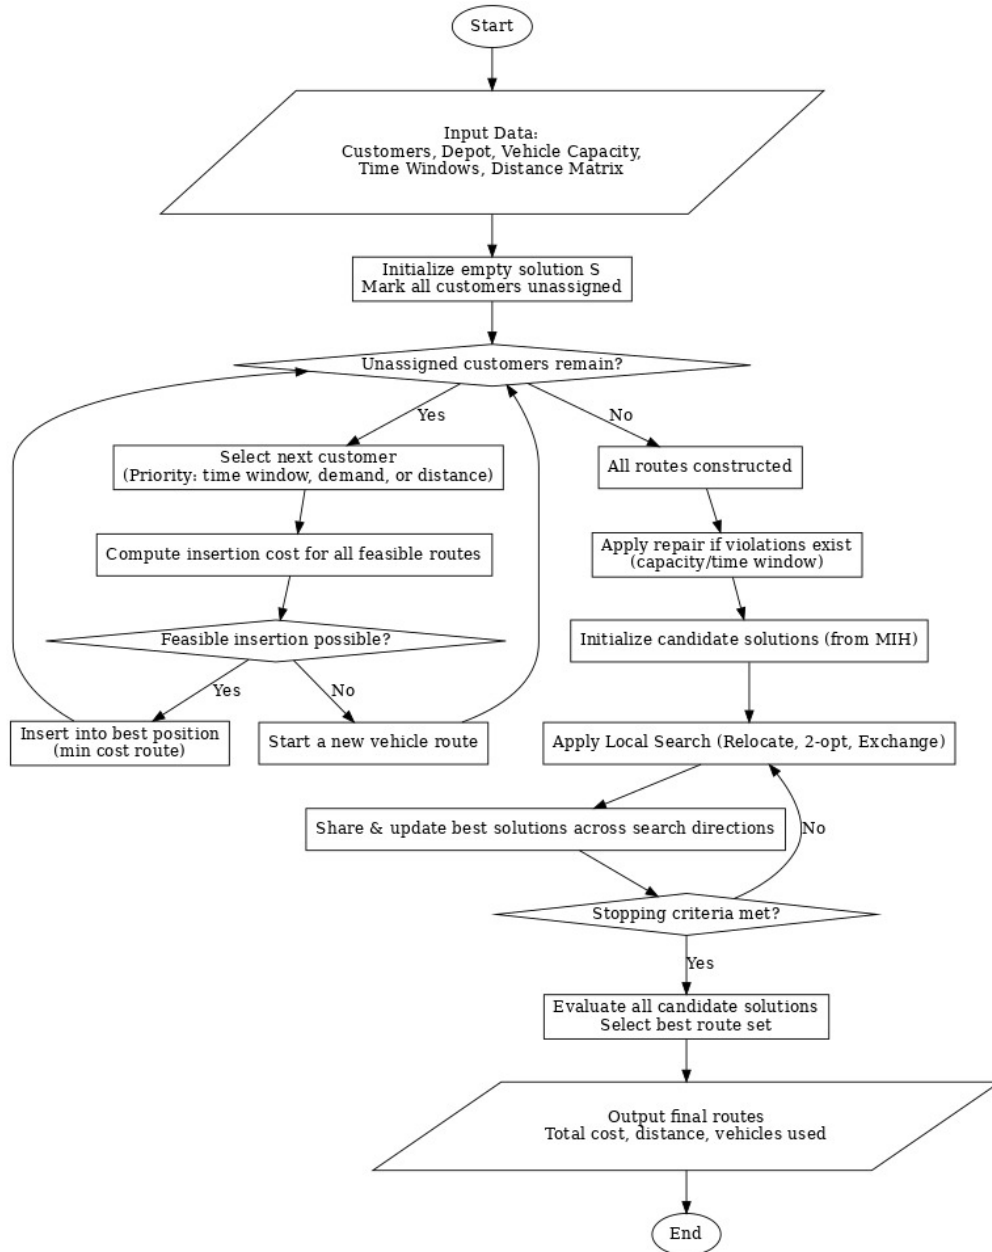 Start
Input Data:
Customers, Depot, Vehicle Capacity,
Time Windows, Distance Matrix
Initialize empty solution S
Mark all customers unassigned
Unassigned customers remain?
Yes
No
Select next customer
(Priority: time window, demand, or distance)
All routes constructed
Compute insertion cost for all feasible routes
Apply repair if violations exist
(capacity/time window)
Feasible insertion possible?
Initialize candidate solutions (from MIH)
Yes
No
Insert into best position
(min cost route)
Start a new vehicle route
Apply Local Search (Relocate, 2-opt, Exchange)
Share & update best solutions across search directions
No
Stopping criteria met?
Yes
Evaluate all candidate solutions
Select best route set
Output final routes
Total cost, distance, vehicles used
End